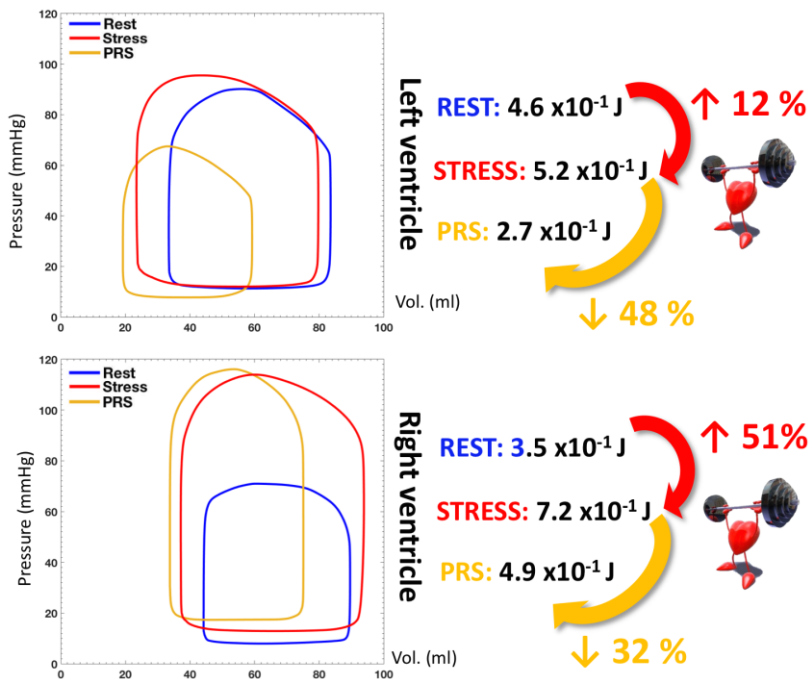 Rest
Stress
PRS
120
100
80
60
40
20
0
0
20
40
60
80
100
Pressure (mmHg)
Vol. (ml)
Left ventricle
REST: 4.6 x10⁻¹ J
STRESS: 5.2 x10⁻¹ J
PRS: 2.7 x10⁻¹ J
↑ 12 %
↓ 48 %
Rest
Stress
PRS
120
100
80
60
40
20
0
0
20
40
60
80
100
Pressure (mmHg)
Vol. (ml)
Right ventricle
REST: 3.5 x10⁻¹ J
STRESS: 7.2 x10⁻¹ J
PRS: 4.9 x10⁻¹ J
↑ 51%
↓ 32 %